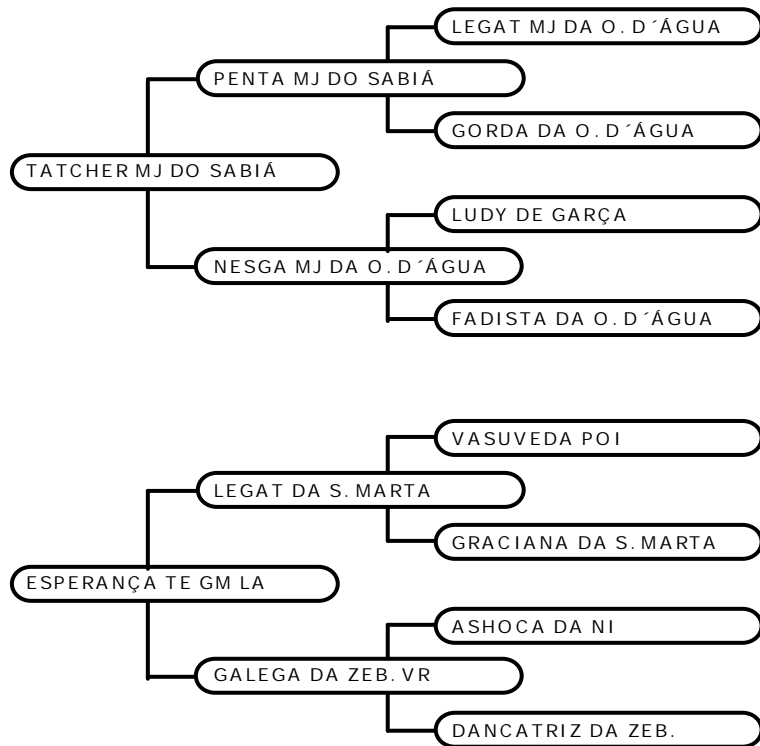 LEGAT MJ DA O. D´ÁGUA
PENTA MJ DO SABIÁ
GORDA DA O. D´ÁGUA
TATCHER MJ DO SABIÁ
LUDY DE GARÇA
NESGA MJ DA O. D´ÁGUA
FADISTA DA O. D´ÁGUA
VASUVEDA POI
LEGAT DA S. MARTA
GRACIANA DA S. MARTA
ESPERANÇA TE GM LA
ASHOCA DA NI
GALEGA DA ZEB. VR
DANCATRIZ DA ZEB.